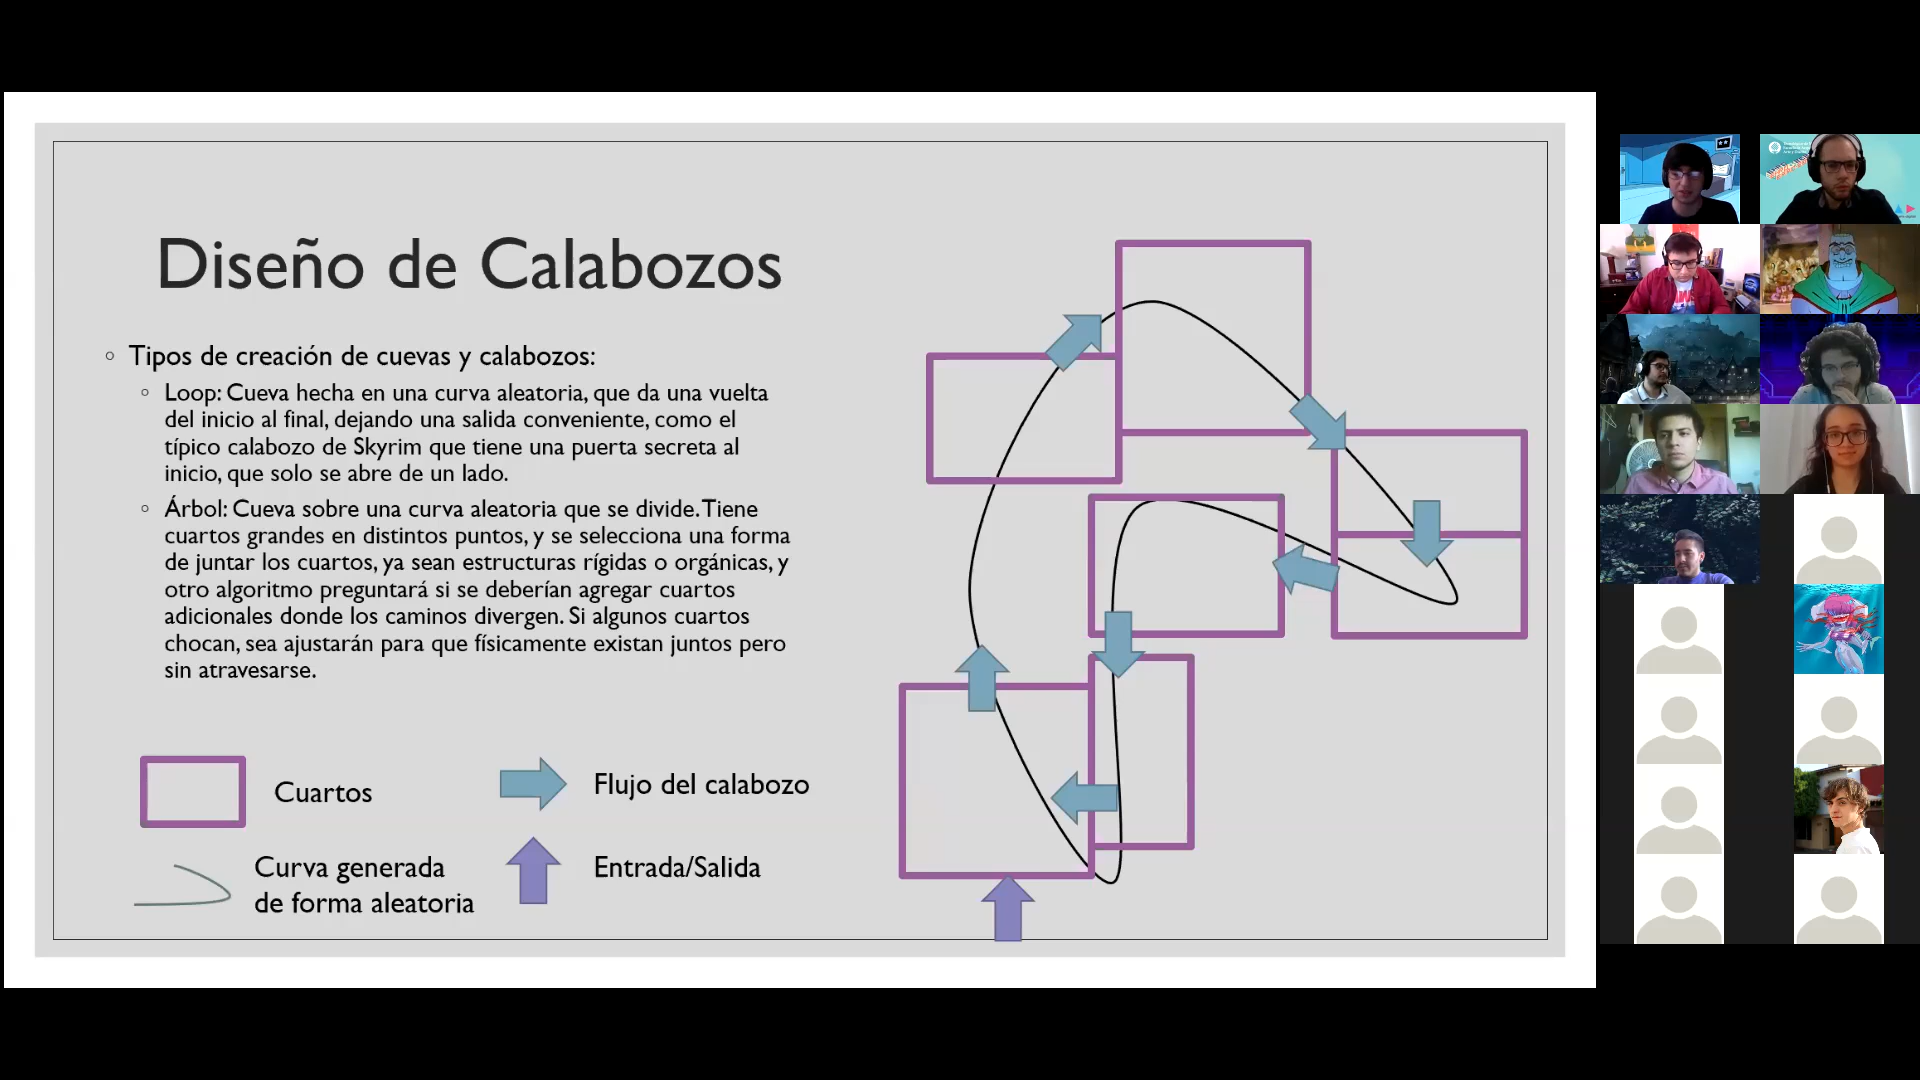 Diseño de Calabozos
Tipos de creación de cuevas y calabozos:
Loop: Cueva hecha en una curva aleatoria, que da una vuelta
del inicio al final, dejando una salida conveniente, como el
típico calabozo de Skyrim que tiene una puerta secreta al
inicio, que solo se abre de un lado.
Árbol: Cueva sobre una curva aleatoria que se divide. Tiene
cuartos grandes en distintos puntos, y se selecciona una forma
de juntar los cuartos, ya sean estructuras rígidas o orgánicas, y
otro algoritmo preguntará si se deberían agregar cuartos
adicionales donde los caminos divergen. Si algunos cuartos
chocan, sea ajustarán para que físicamente existan juntos pero
sin atravesarse.
Cuartos
Flujo del calabozo
Curva generada
de forma aleatoria
Entrada/Salida